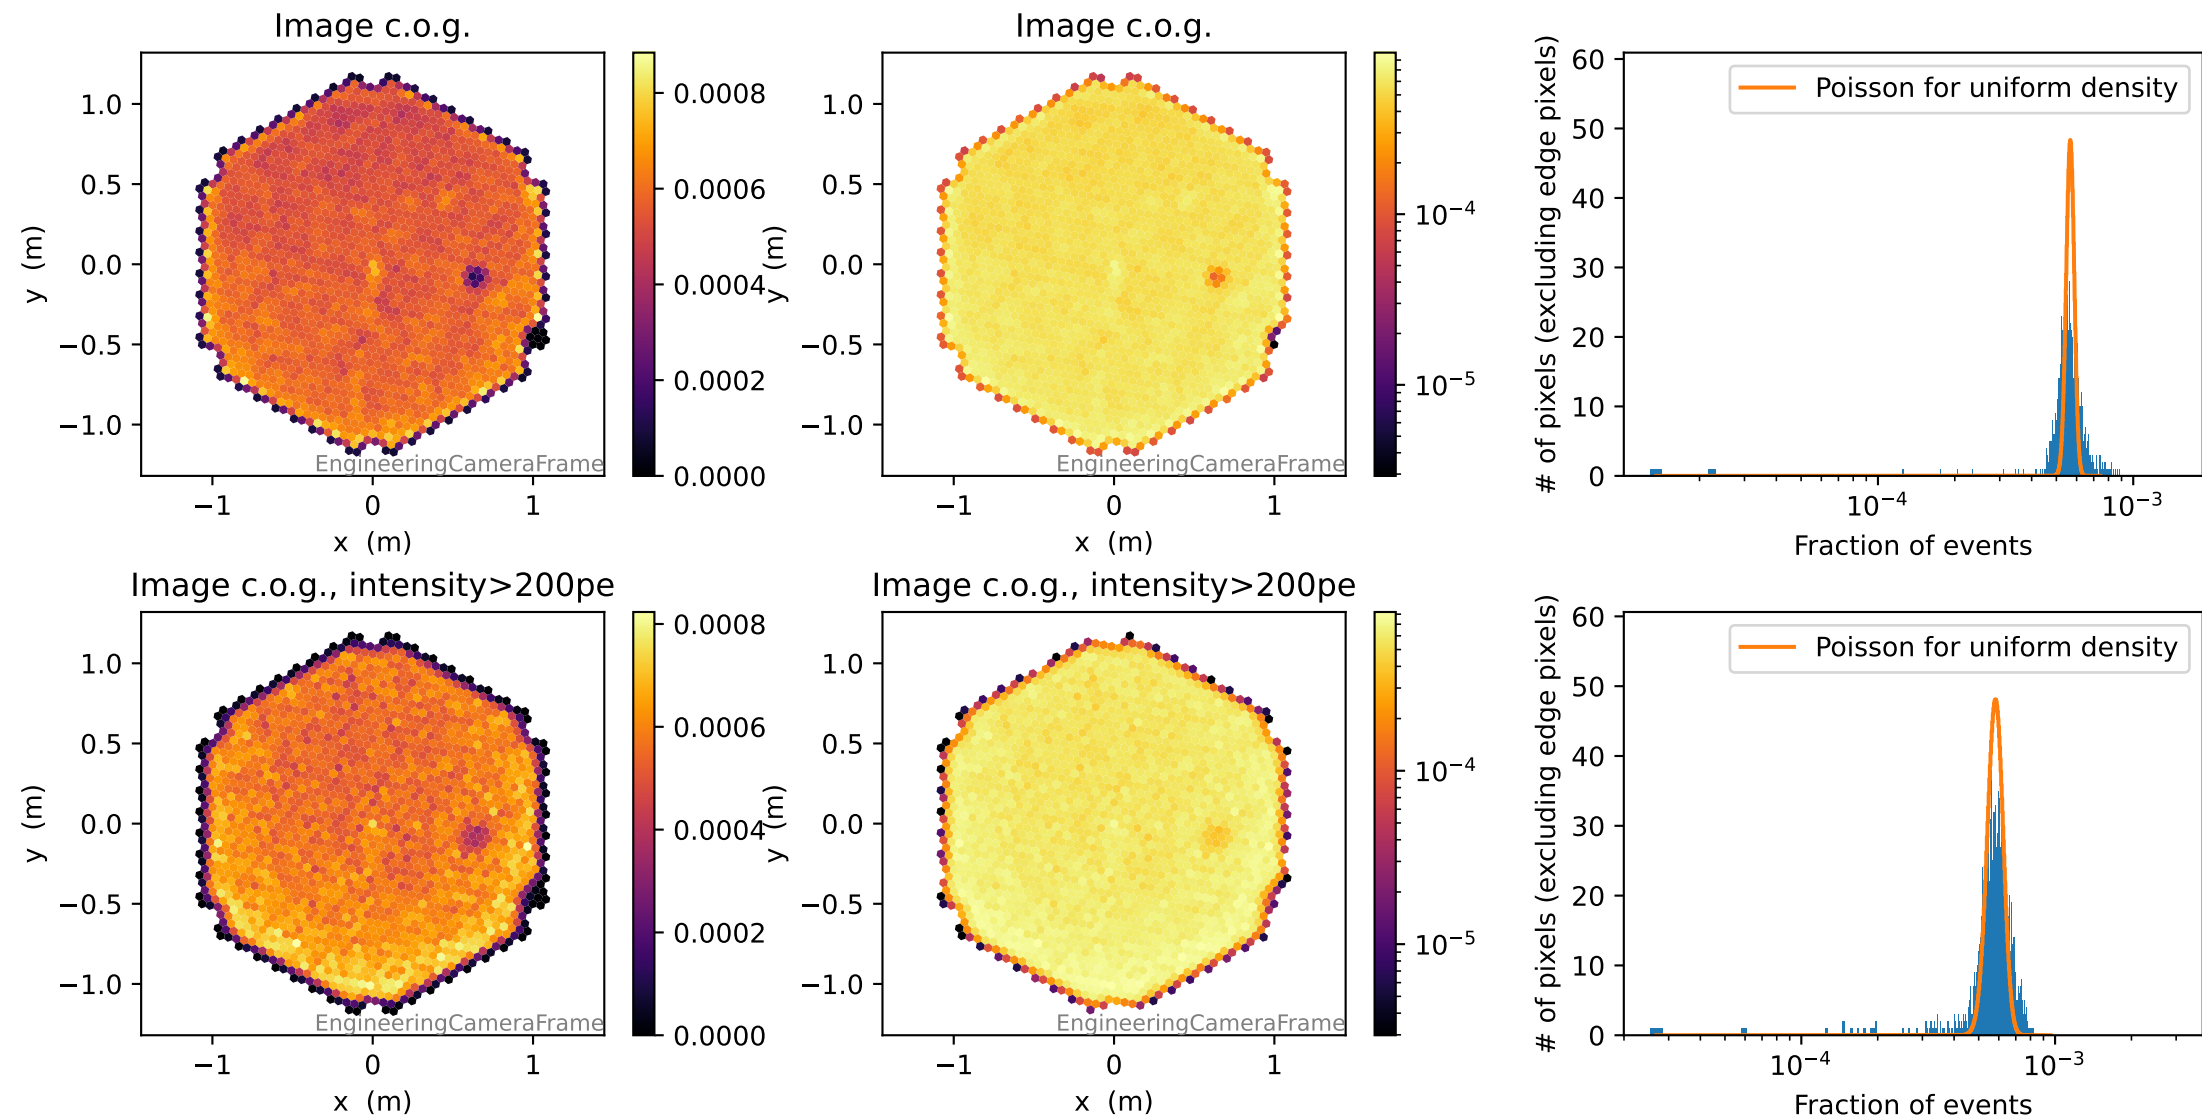 Image c.o.g.
1.0
0.5
0.0
−0.5
−1.0
y (m)
−1
0
1
x (m)
EngineeringCameraFrame
0.0008
0.0006
0.0004
0.0002
0.0000
Image c.o.g.
1.0
0.5
0.0
−0.5
−1.0
y (m)
−1
0
1
x (m)
EngineeringCameraFrame
10⁻⁴
10⁻⁵
# of pixels (excluding edge pixels)
60
50
40
30
20
10
0
Poisson for uniform density
10⁻⁴
10⁻³
Fraction of events
Image c.o.g., intensity>200pe
1.0
0.5
0.0
−0.5
−1.0
y (m)
−1
0
1
x (m)
EngineeringCameraFrame
0.0008
0.0006
0.0004
0.0002
0.0000
Image c.o.g., intensity>200pe
1.0
0.5
0.0
−0.5
−1.0
y (m)
−1
0
1
x (m)
EngineeringCameraFrame
10⁻⁴
10⁻⁵
# of pixels (excluding edge pixels)
60
50
40
30
20
10
0
Poisson for uniform density
10⁻⁴
10⁻³
Fraction of events